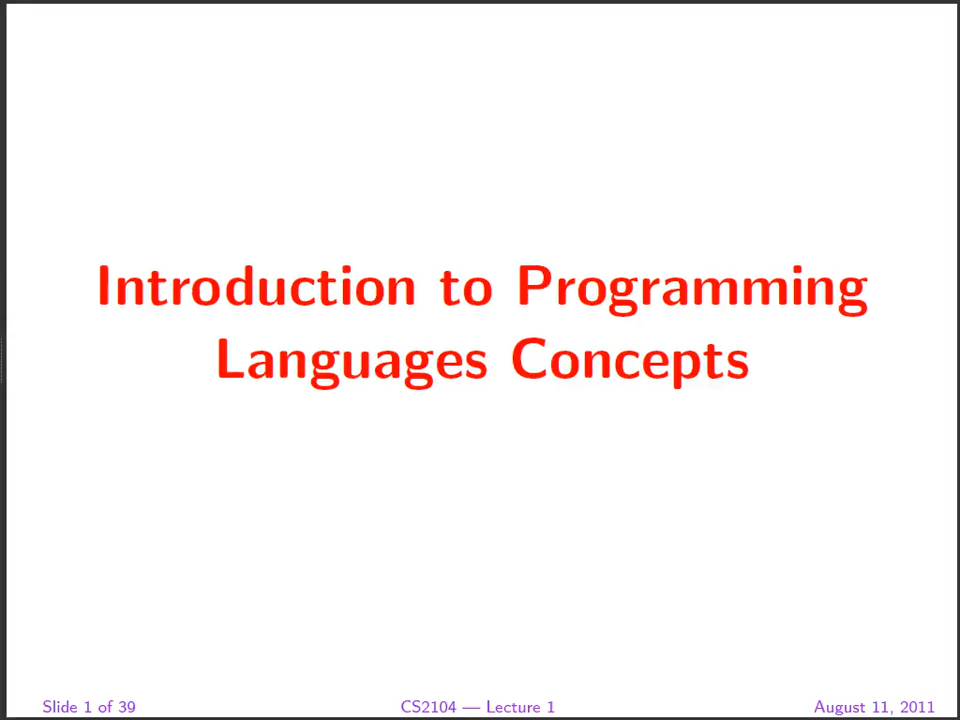 Introduction to Programming
Languages Concepts
Slide 1 of 39
CS2104 — Lecture 1
August 11, 2011